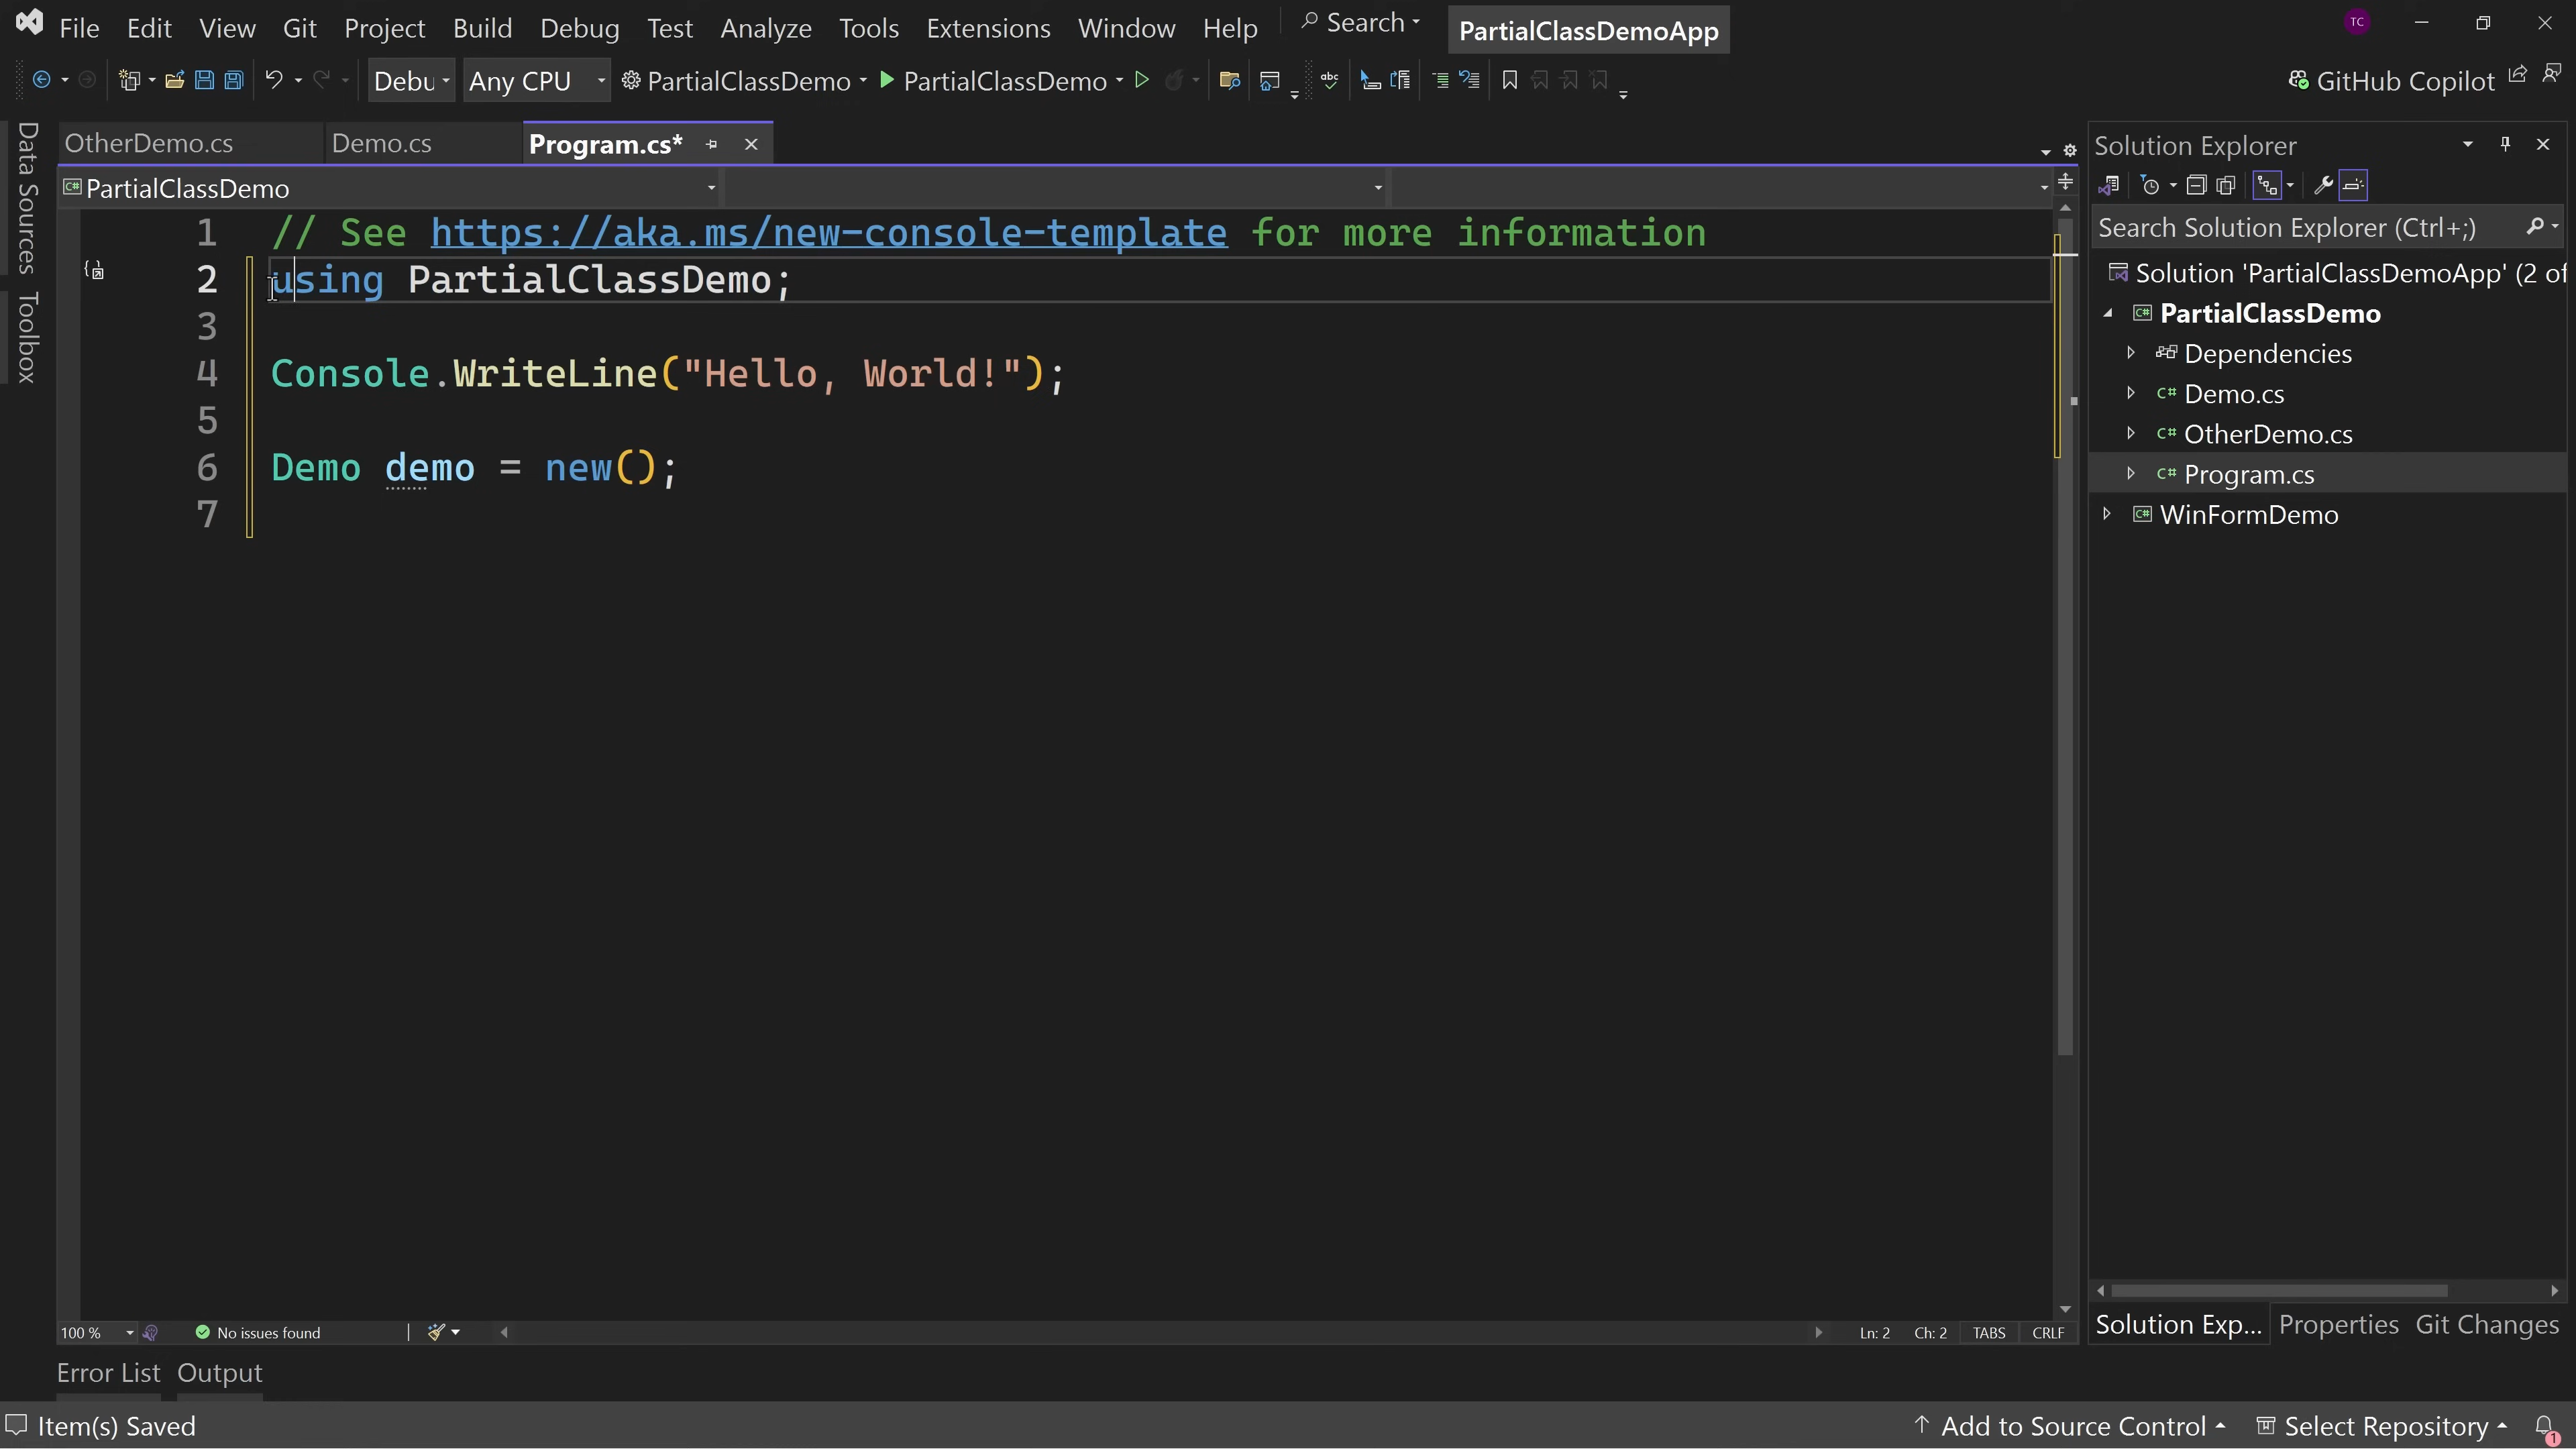 File Edit View Git Project Build Debug Test Analyze Tools Extensions Window Help Search PartialClassDemoApp TC
Debu Any CPU PartialClassDemo PartialClassDemo abc GitHub Copilot
Data Sources
Toolbox
OtherDemo.cs Demo.cs Program.cs*
C# PartialClassDemo
1 // See https://aka.ms/new-console-template for more information
2 using PartialClassDemo;
3
4 Console.WriteLine("Hello, World!");
5
6 Demo demo = new();
7
100 % No issues found Ln: 2 Ch: 2 TABS CRLF
Solution Explorer
Search Solution Explorer (Ctrl+;)
Solution 'PartialClassDemoApp' (2 of
C# PartialClassDemo
Dependencies
C# Demo.cs
C# OtherDemo.cs
C# Program.cs
C# WinFormDemo
Solution Exp... Properties Git Changes
Error List Output
Item(s) Saved Add to Source Control Select Repository 1